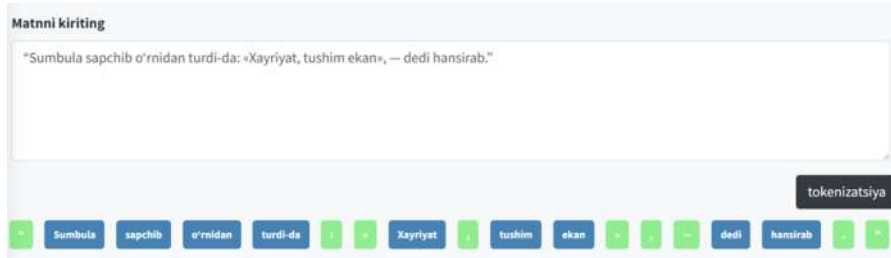 Matnni kiriting
“Sumbula sapchib o‘rnidan turdi-da: «Xayriyat, tushim ekan», — dedi hansirab.”
tokenizatsiya
“ Sumbula sapchib o‘rnidan turdi-da : « Xayriyat , tushim ekan » , — dedi hansirab . ”